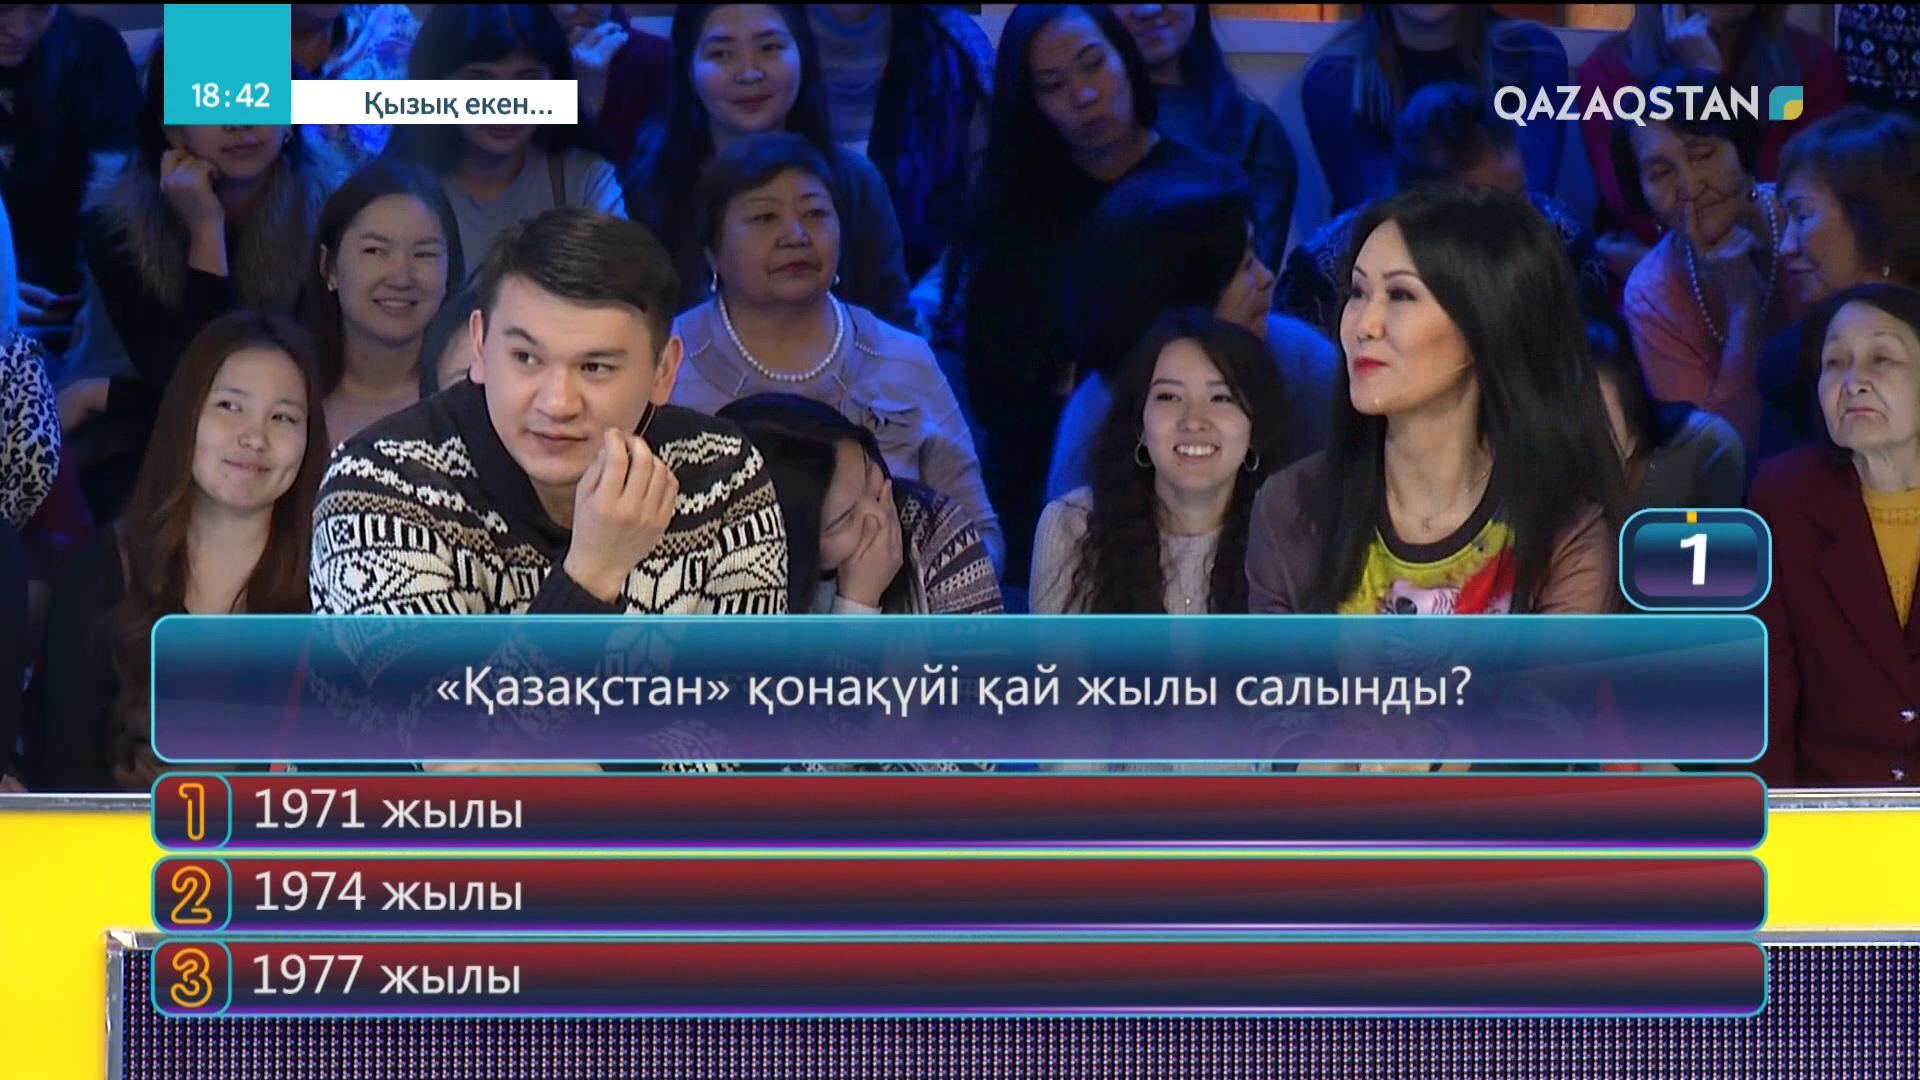 18:42
Қызық екен...
QAZAQSTAN
1
«Қазақстан» қонақүйі қай жылы салынды?
1 1971 жылы
2 1974 жылы
3 1977 жылы